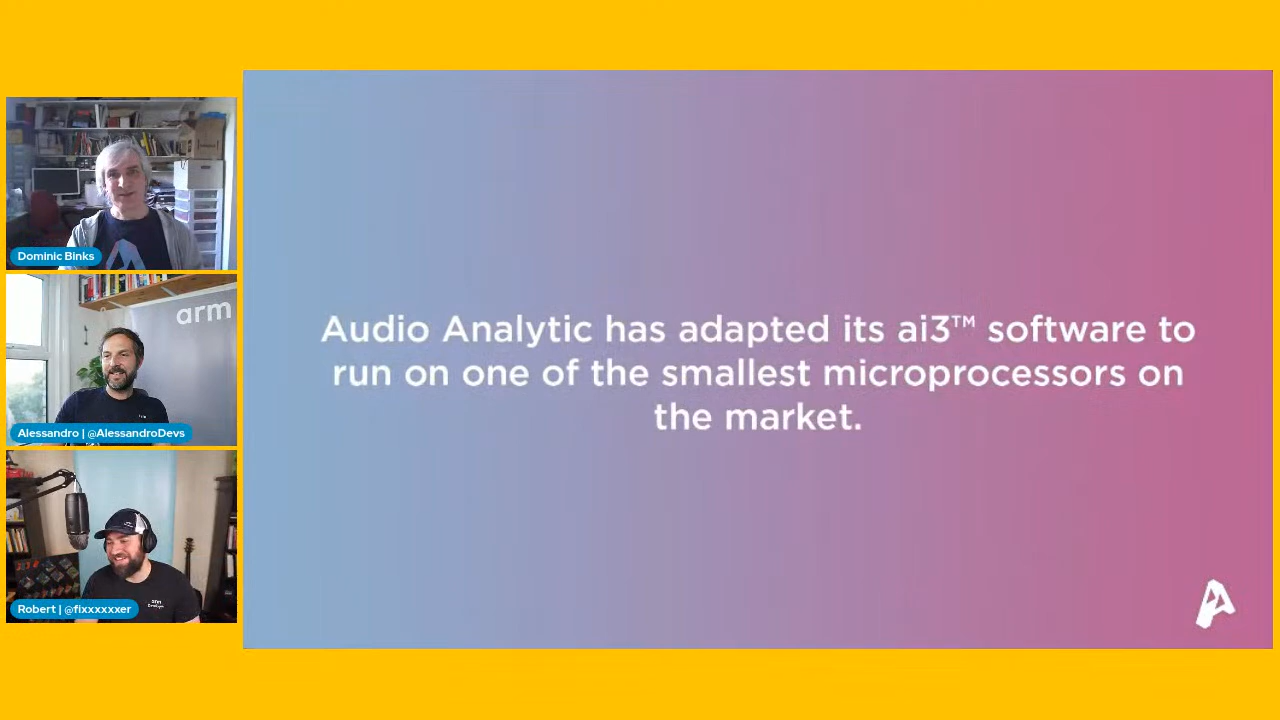 Dominic Binks
arm
Alessandro | @AlessandroDevs
Robert | @fixxxxxxer
Audio Analytic has adapted its ai3™ software to
run on one of the smallest microprocessors on
the market.